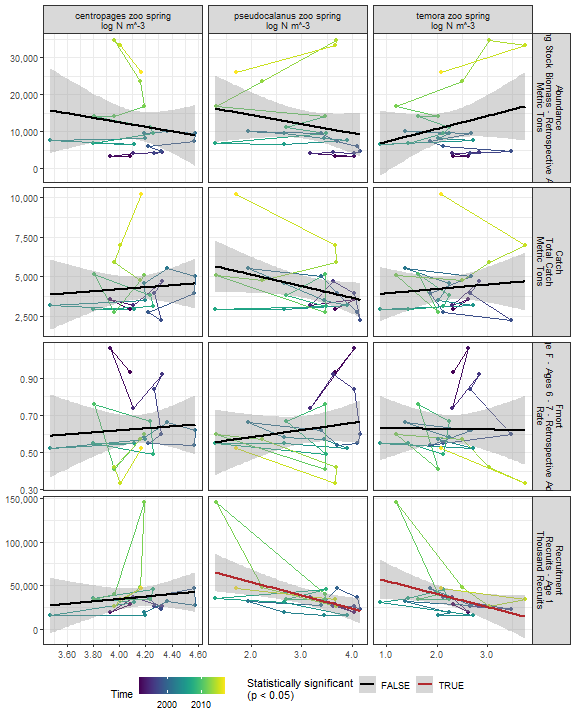 centropages zoo spring
log N m^-3
pseudocalanus zoo spring
log N m^-3
temora zoo spring
log N m^-3
30,000
20,000
10,000
0
Abundance
Stock Biomass - Retrospective A
Metric Tons
10,000
7,500
5,000
2,500
Catch
Total Catch
Metric Tons
0.90
0.70
0.50
0.30
Fmort
F - Ages 6 - 7 - Retrospective Ad
Rate
150,000
100,000
50,000
0
Recruitment
Recruits - Age 1
Thousand Recruits
3.60 4.00 4.20 4.40 4.60
2.0 3.0 4.0
1.0 2.0 3.0
Time
2000 2010
Statistically significant
(p < 0.05)
FALSE TRUE